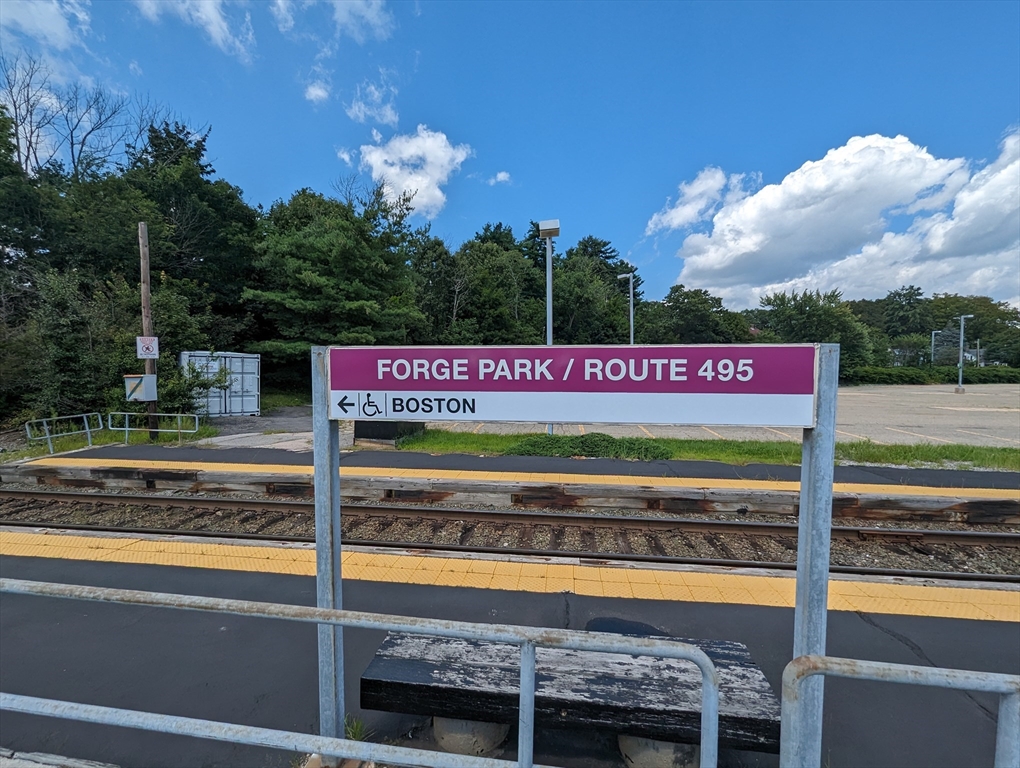 FORGE PARK / ROUTE 495
← BOSTON